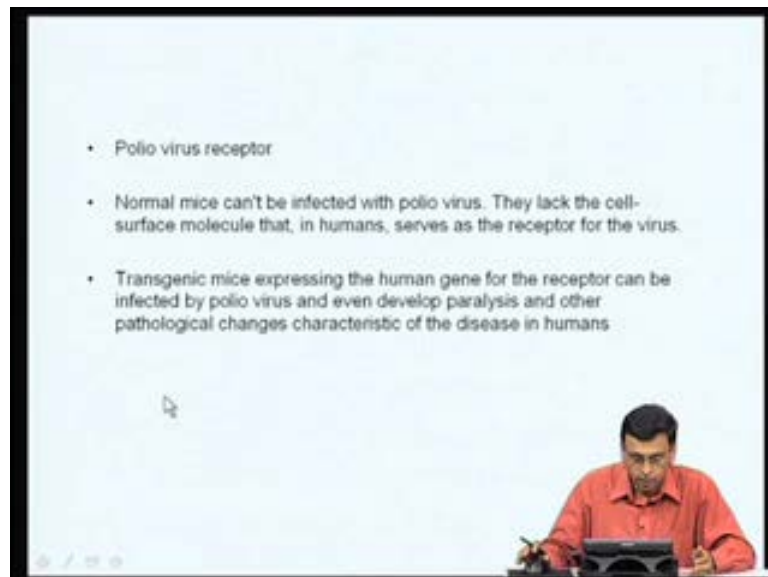 • Polio virus receptor
• Normal mice can't be infected with polio virus. They lack the cell-
surface molecule that, in humans, serves as the receptor for the virus.
• Transgenic mice expressing the human gene for the receptor can be
infected by polio virus and even develop paralysis and other
pathological changes characteristic of the disease in humans